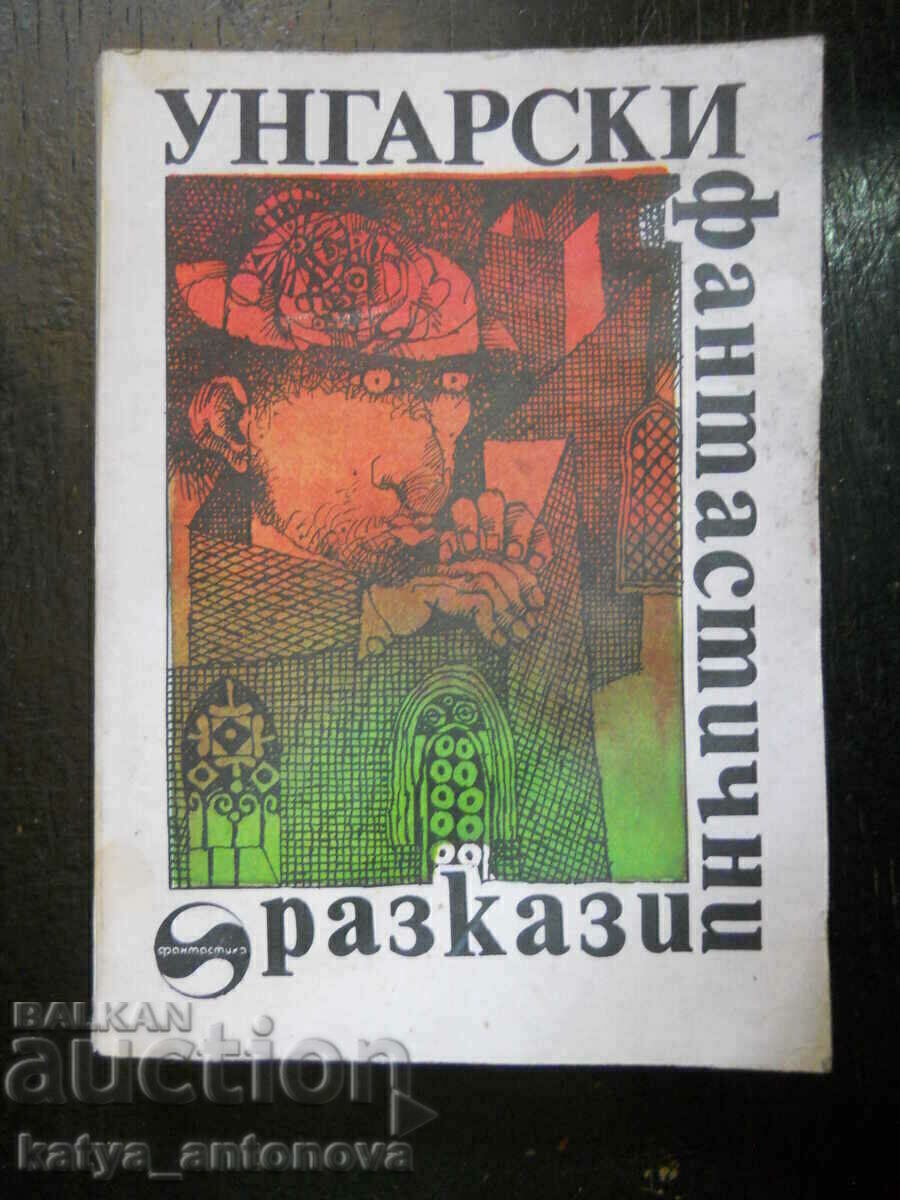 УНГАРСКИ
фантастични
разкази
фантастика
BALKAN
auction
katya_antonova